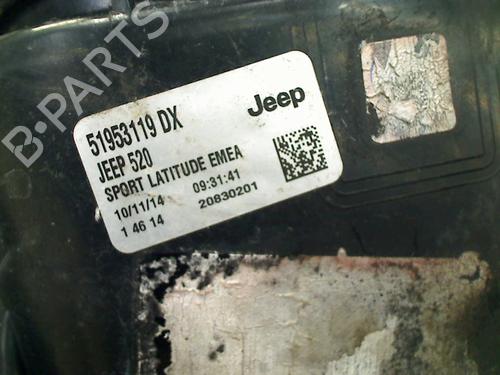 B-PARTS
51953119 DX
Jeep
JEEP 520
SPORT LATITUDE EMEA
10/11/14 09:31:41
1 46 14 20830201